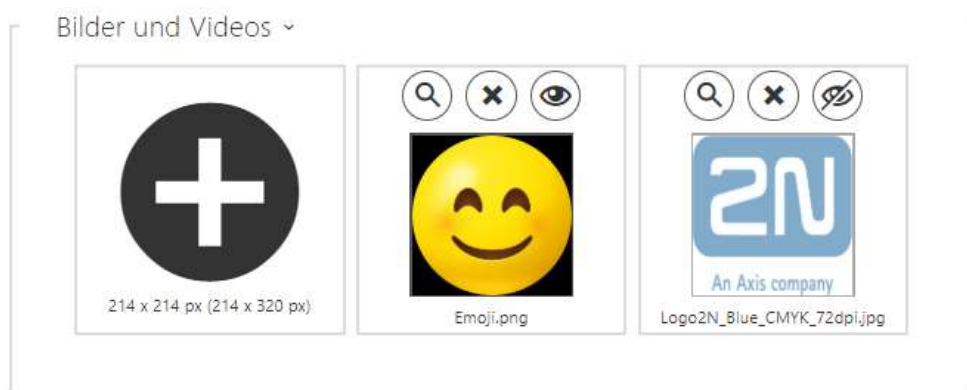 Bilder und Videos
214 x 214 px (214 x 320 px)
Emoji.png
2N
An Axis company
Logo2N_Blue_CMYK_72dpi.jpg